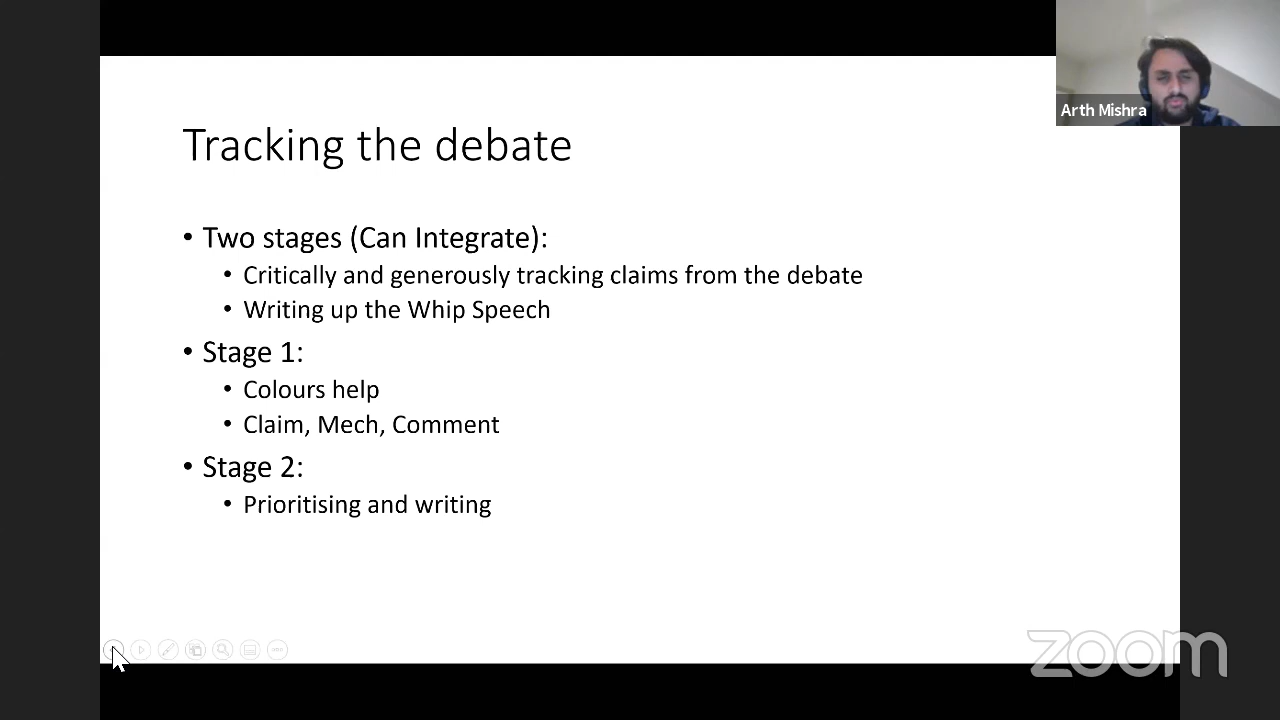 Arth Mishra
Tracking the debate
• Two stages (Can Integrate):
• Critically and generously tracking claims from the debate
• Writing up the Whip Speech
• Stage 1:
• Colours help
• Claim, Mech, Comment
• Stage 2:
• Prioritising and writing
zoom